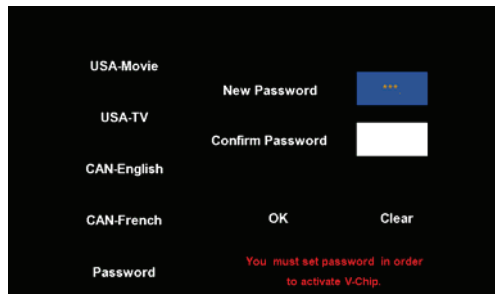 USA-Movie
USA-TV
CAN-English
CAN-French
Password
New Password
***
Confirm Password
OK
Clear
You must set password in order
to activate V-Chip.